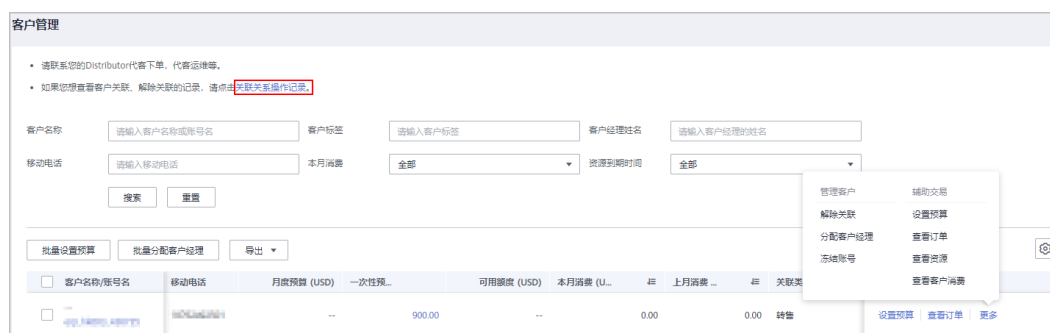 客户管理
• 请联系您的Distributor代客下单、代客运维等。
• 如果您想查看客户关联、解除关联的记录，请点击关联关系操作记录。
客户名称 请输入客户名称或账号名 客户标签 请输入客户标签 客户经理姓名 请输入客户经理的姓名
移动电话 请输入移动电话 本月消费 全部 资源到期时间 全部
搜索 重置
管理客户 辅助交易
解除关联 设置预算
分配客户经理 查看订单
冻结账号 查看资源
查看客户消费
批量设置预算 批量分配客户经理 导出
客户名称/账号名 移动电话 月度预算 (USD) 一次性预... 可用额度 (USD) 本月消费 (U... 上月消费 ... 关联类
-- 900.00 -- 0.00 0.00 转售 设置预算 查看订单 更多